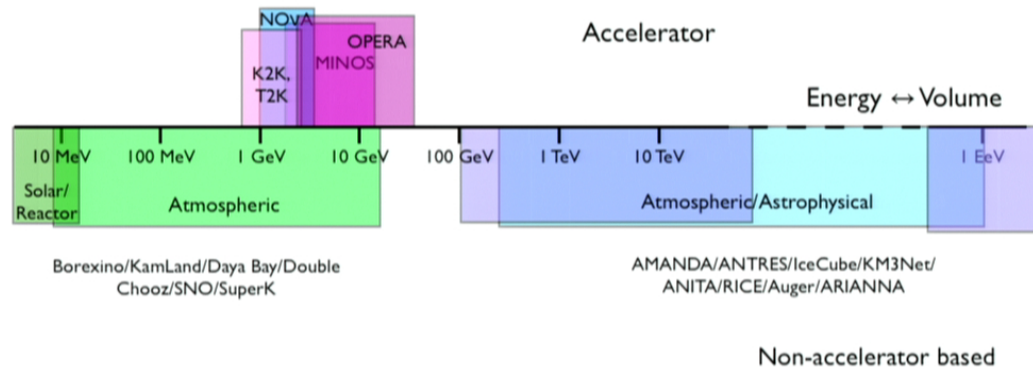 NOνA
Accelerator
OPERA
MINOS
K2K,
T2K
Energy ↔ Volume
10 MeV
100 MeV
1 GeV
10 GeV
100 GeV
1 TeV
10 TeV
1 EeV
Solar/
Reactor
Atmospheric
Atmospheric/Astrophysical
Borexino/KamLand/Daya Bay/Double
Chooz/SNO/SuperK
AMANDA/ANTRES/IceCube/KM3Net/
ANITA/RICE/Auger/ARIANNA
Non-accelerator based